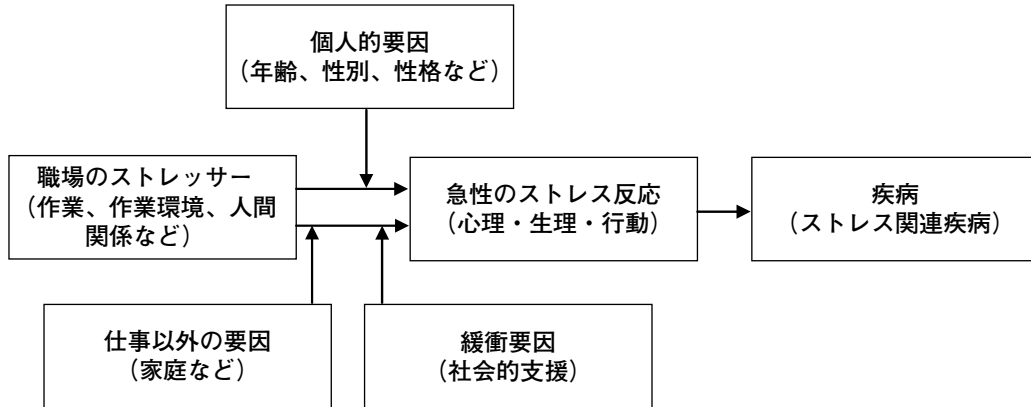 個人的要因
（年齢、性別、性格など）
職場のストレッサー
（作業、作業環境、人間
関係など）
急性のストレス反応
（心理・生理・行動）
疾病
（ストレス関連疾病）
仕事以外の要因
（家庭など）
緩衝要因
（社会的支援）